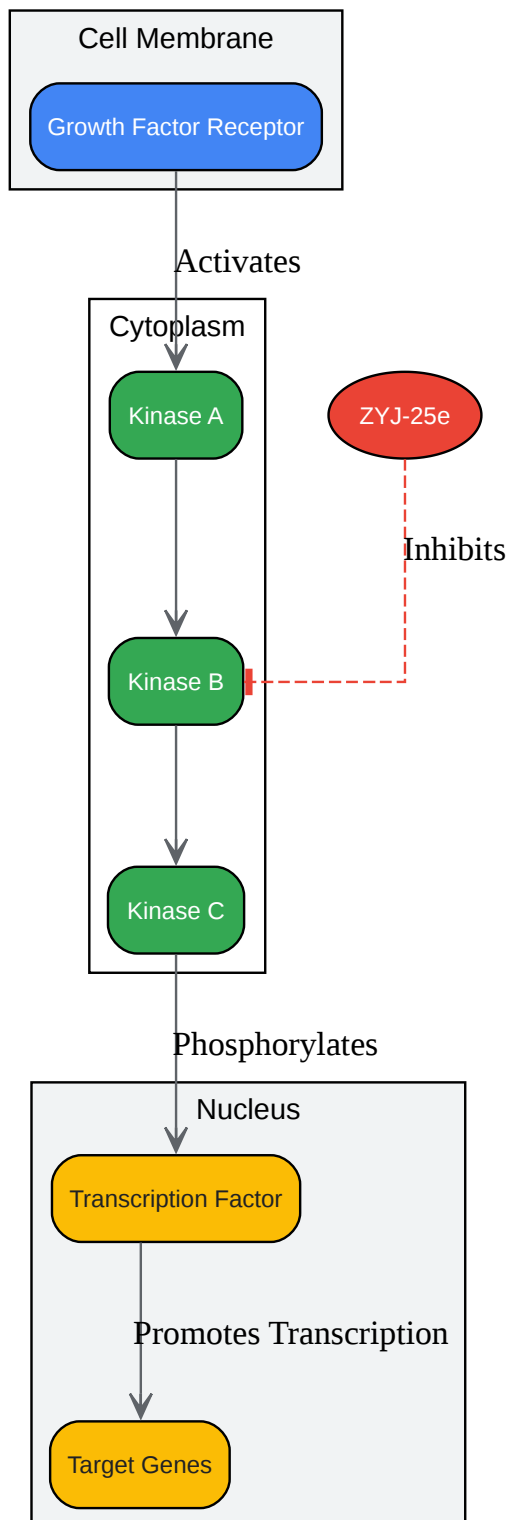 Cell Membrane
Growth Factor Receptor
Activates
Cytoplasm
Kinase A
ZYJ-25e
Inhibits
Kinase B
Kinase C
Phosphorylates
Nucleus
Transcription Factor
Promotes Transcription
Target Genes